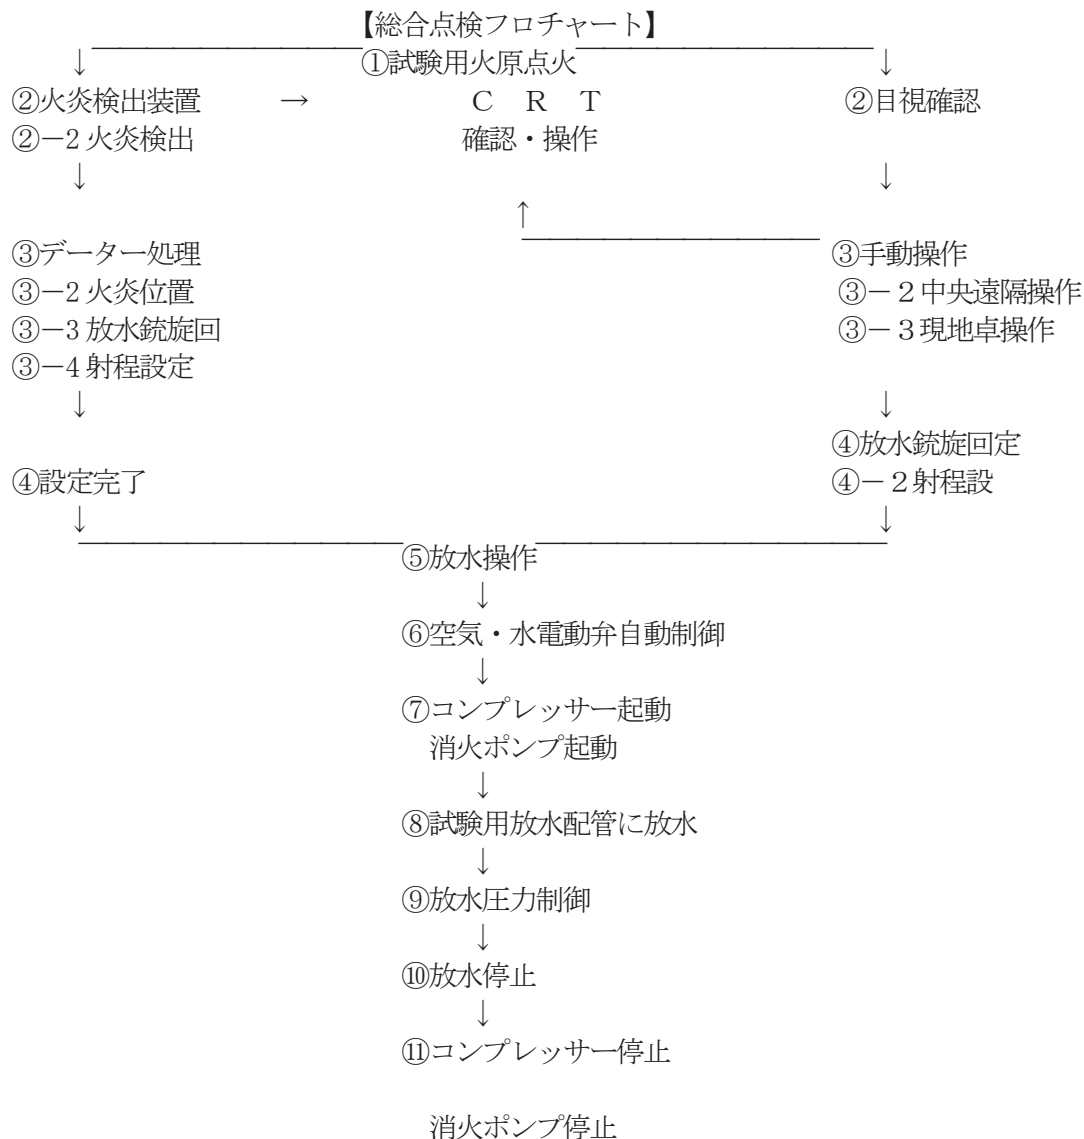 【総合点検フロチャート】
①試験用火原点火
↓ ↓
②火炎検出装置 → C R T ②目視確認
②－2 火炎検出 確認・操作
↓ ↓
↑
③データー処理 ③手動操作
③－2 火炎位置 ③－２中央遠隔操作
③－3 放水銃旋回 ③－３現地卓操作
③－4 射程設定
↓ ↓
④放水銃旋回定
④設定完了 ④－２射程設
↓ ↓
⑤放水操作
↓
⑥空気・水電動弁自動制御
↓
⑦コンプレッサー起動
消火ポンプ起動
↓
⑧試験用放水配管に放水
↓
⑨放水圧力制御
↓
⑩放水停止
↓
⑪コンプレッサー停止
消火ポンプ停止